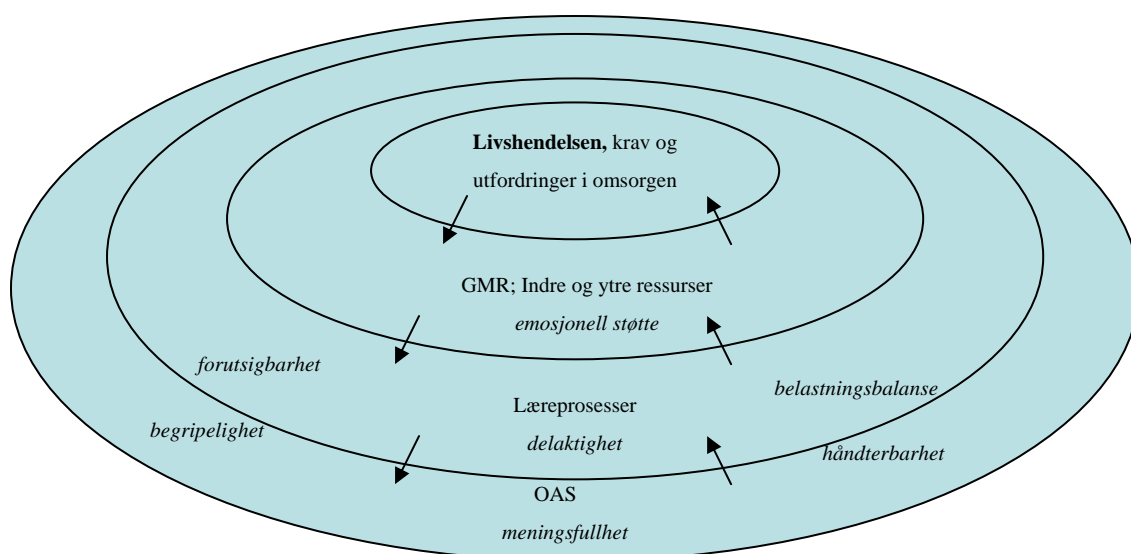 Livshendelsen, krav og
utfordringer i omsorgen
GMR; Indre og ytre ressurser
emosjonell støtte
forutsigbarhet
belastningsbalanse
Læreprosesser
begripelighet
delaktighet
håndterbarhet
OAS
meningsfullhet